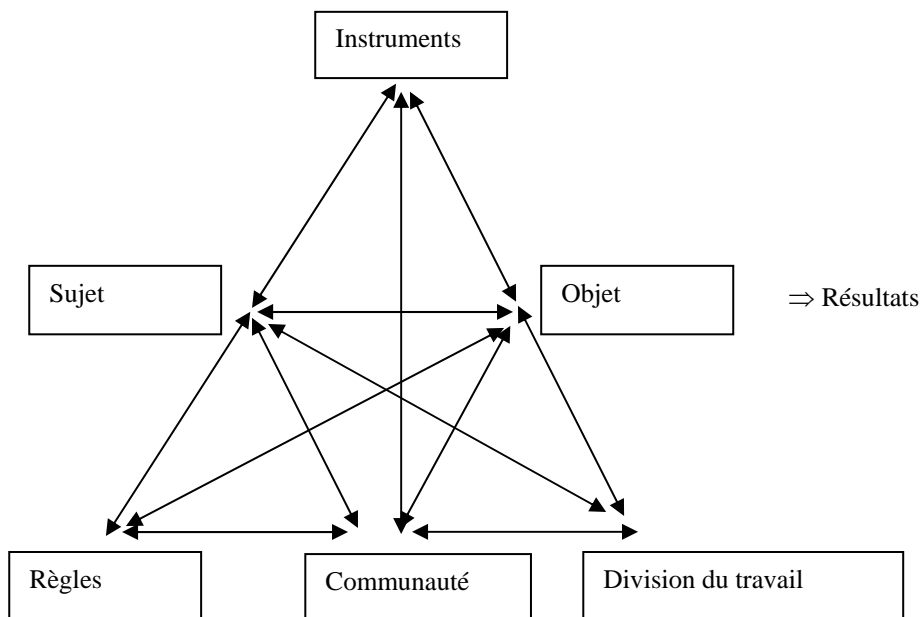 Instruments
Sujet
Objet
⇒ Résultats
Règles
Communauté
Division du travail